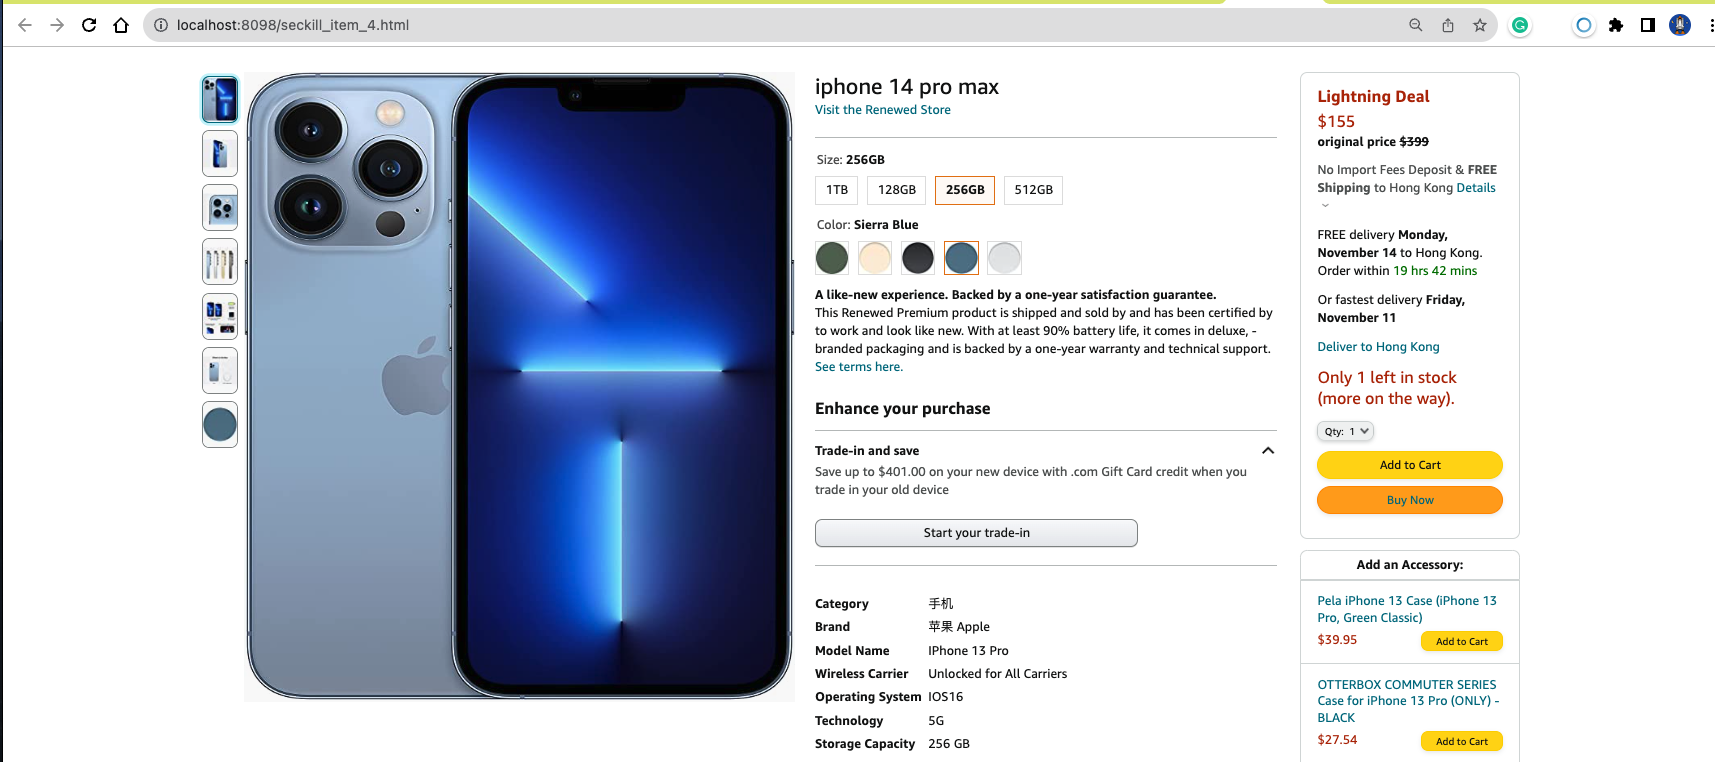 localhost:8098/seckill_item_4.html
iphone 14 pro max
Visit the Renewed Store
Size: 256GB
1TB 128GB 256GB 512GB
Color: Sierra Blue
A like-new experience. Backed by a one-year satisfaction guarantee.
This Renewed Premium product is shipped and sold by and has been certified by
to work and look like new. With at least 90% battery life, it comes in deluxe, -
branded packaging and is backed by a one-year warranty and technical support.
See terms here.
Enhance your purchase
Trade-in and save
Save up to $401.00 on your new device with .com Gift Card credit when you
trade in your old device
Start your trade-in
Category 手机
Brand 苹果 Apple
Model Name IPhone 13 Pro
Wireless Carrier Unlocked for All Carriers
Operating System IOS16
Technology 5G
Storage Capacity 256 GB
Lightning Deal
$155
original price $399
No Import Fees Deposit & FREE
Shipping to Hong Kong Details
FREE delivery Monday,
November 14 to Hong Kong.
Order within 19 hrs 42 mins
Or fastest delivery Friday,
November 11
Deliver to Hong Kong
Only 1 left in stock
(more on the way).
Qty: 1
Add to Cart
Buy Now
Add an Accessory:
Pela iPhone 13 Case (iPhone 13
Pro, Green Classic)
$39.95 Add to Cart
OTTERBOX COMMUTER SERIES
Case for iPhone 13 Pro (ONLY) -
BLACK
$27.54 Add to Cart